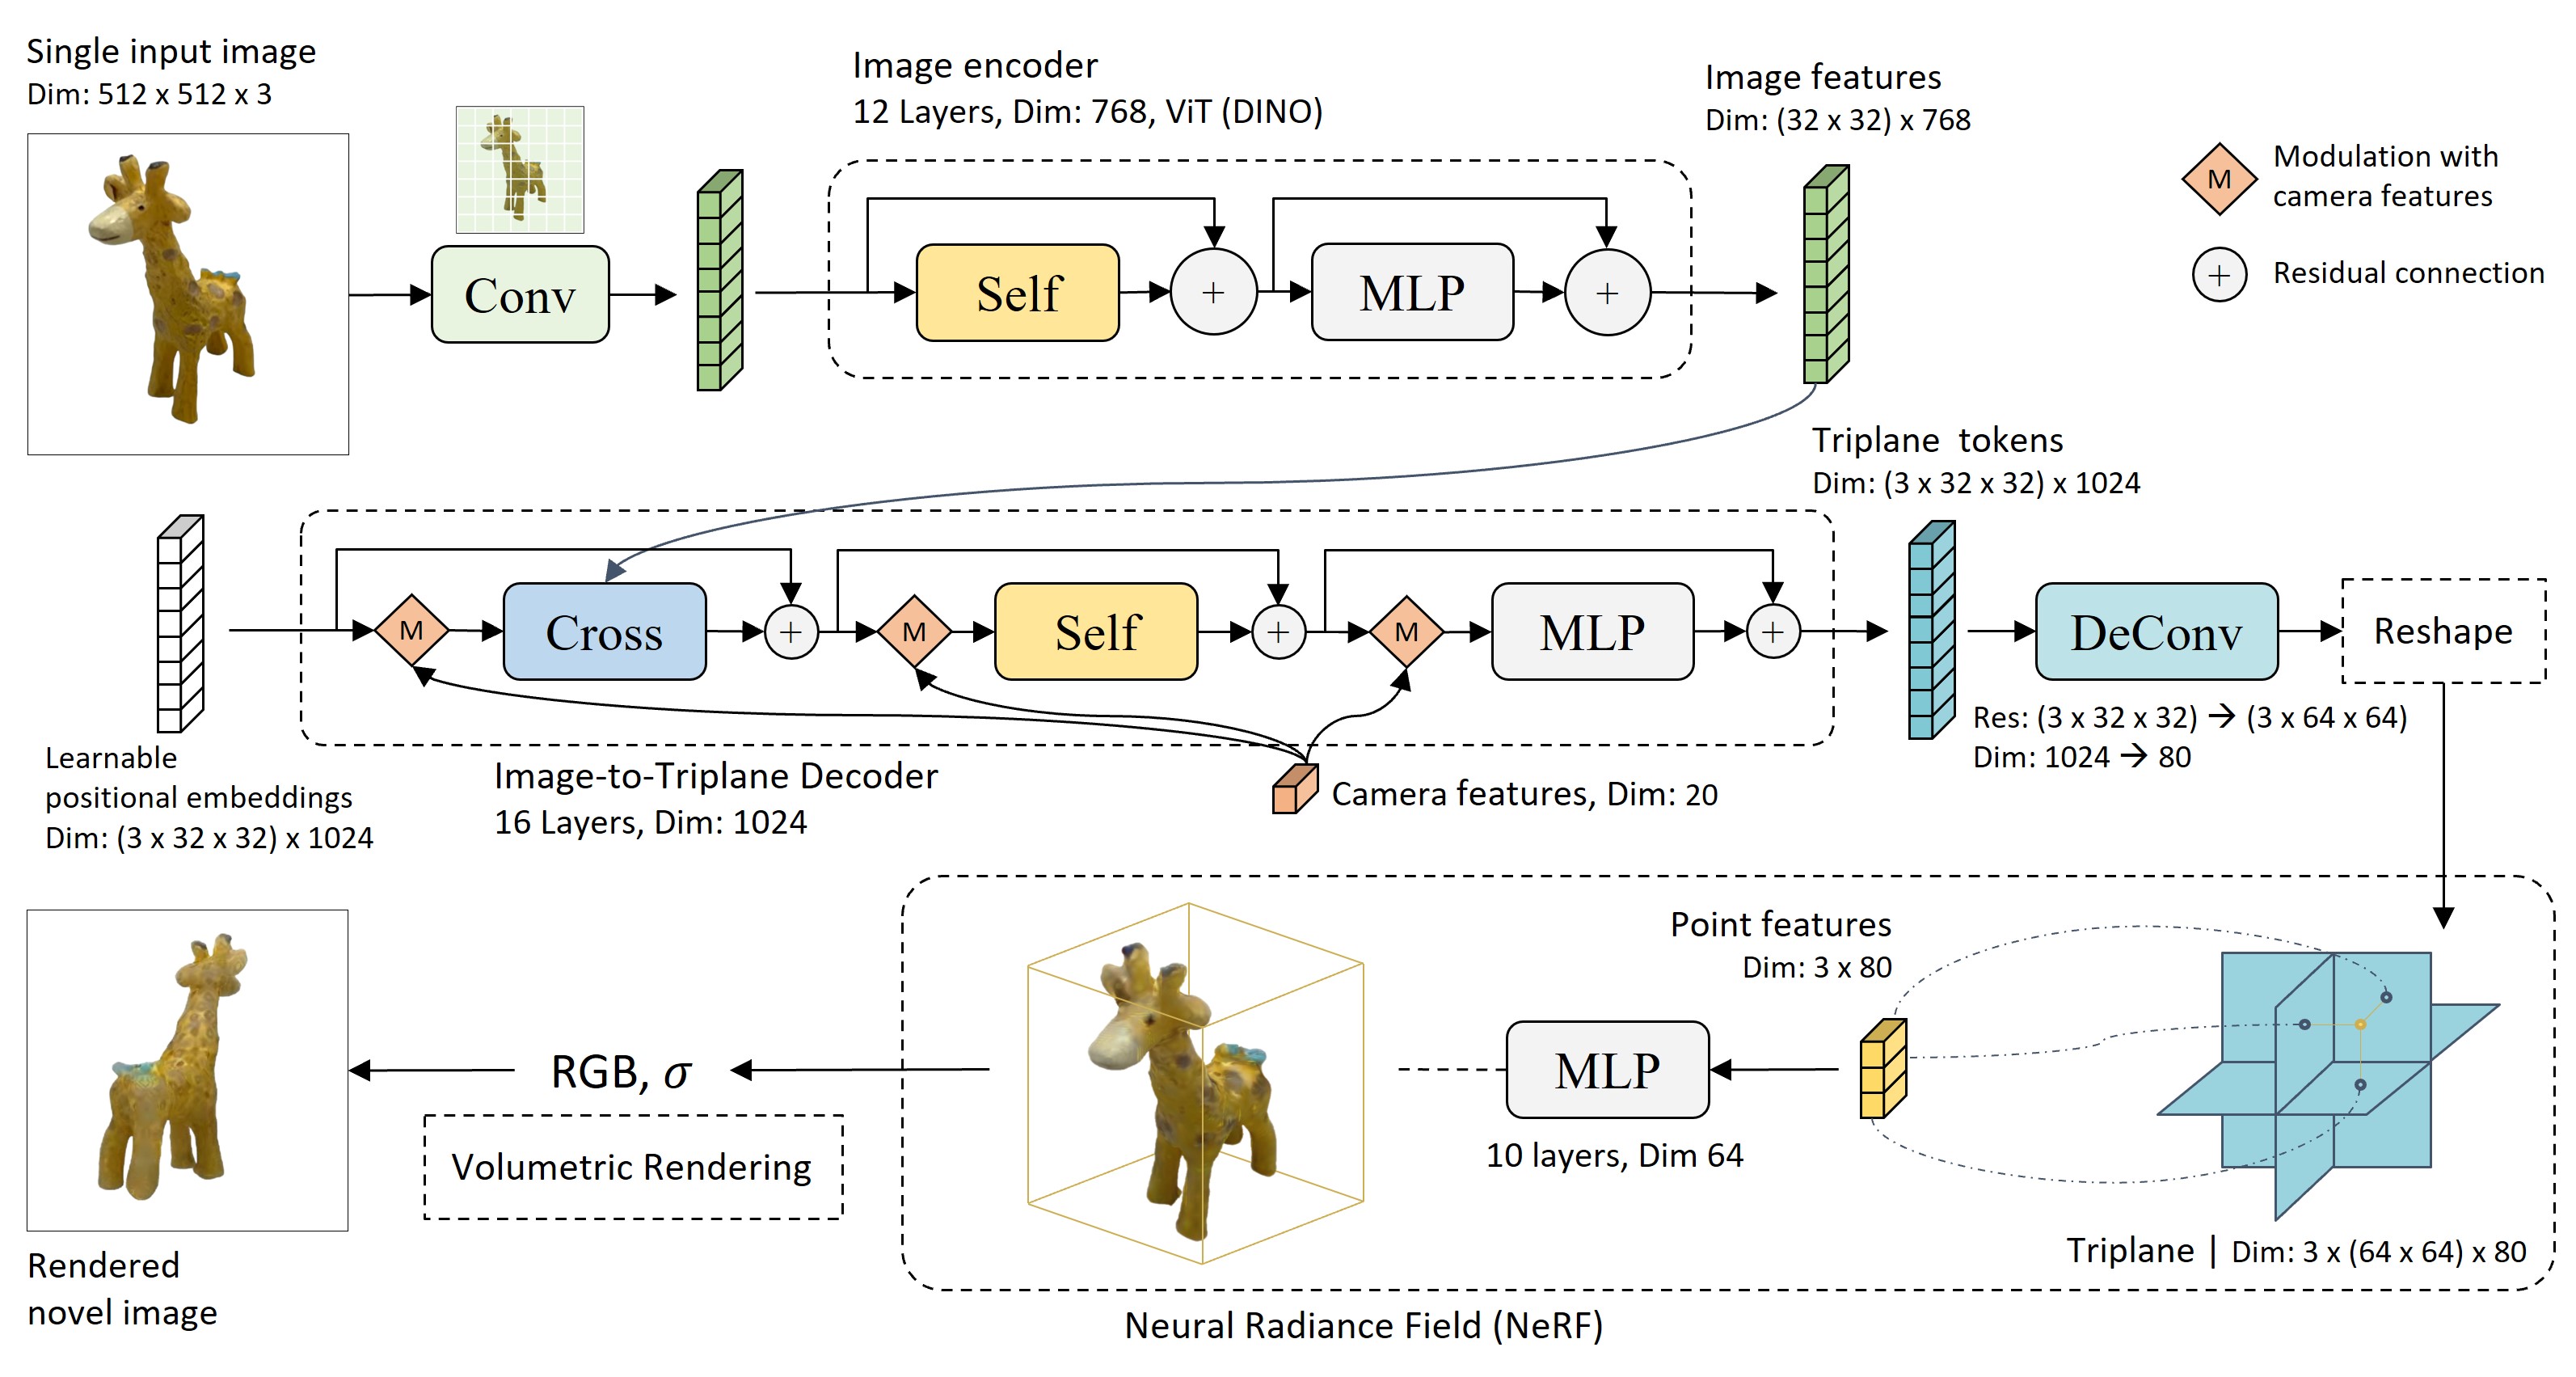 Single input image
Dim: 512 x 512 x 3
Conv
Image encoder
12 Layers, Dim: 768, ViT (DINO)
Self
+
MLP
+
Image features
Dim: (32 x 32) x 768
M
Modulation with
camera features
+
Residual connection
Learnable
positional embeddings
Dim: (3 x 32 x 32) x 1024
M
Cross
+
M
Self
+
M
MLP
+
Image-to-Triplane Decoder
16 Layers, Dim: 1024
Camera features, Dim: 20
Triplane tokens
Dim: (3 x 32 x 32) x 1024
DeConv
Res: (3 x 32 x 32) → (3 x 64 x 64)
Dim: 1024 → 80
Reshape
Triplane | Dim: 3 x (64 x 64) x 80
Point features
Dim: 3 x 80
MLP
10 layers, Dim 64
Neural Radiance Field (NeRF)
RGB, σ
Volumetric Rendering
Rendered
novel image